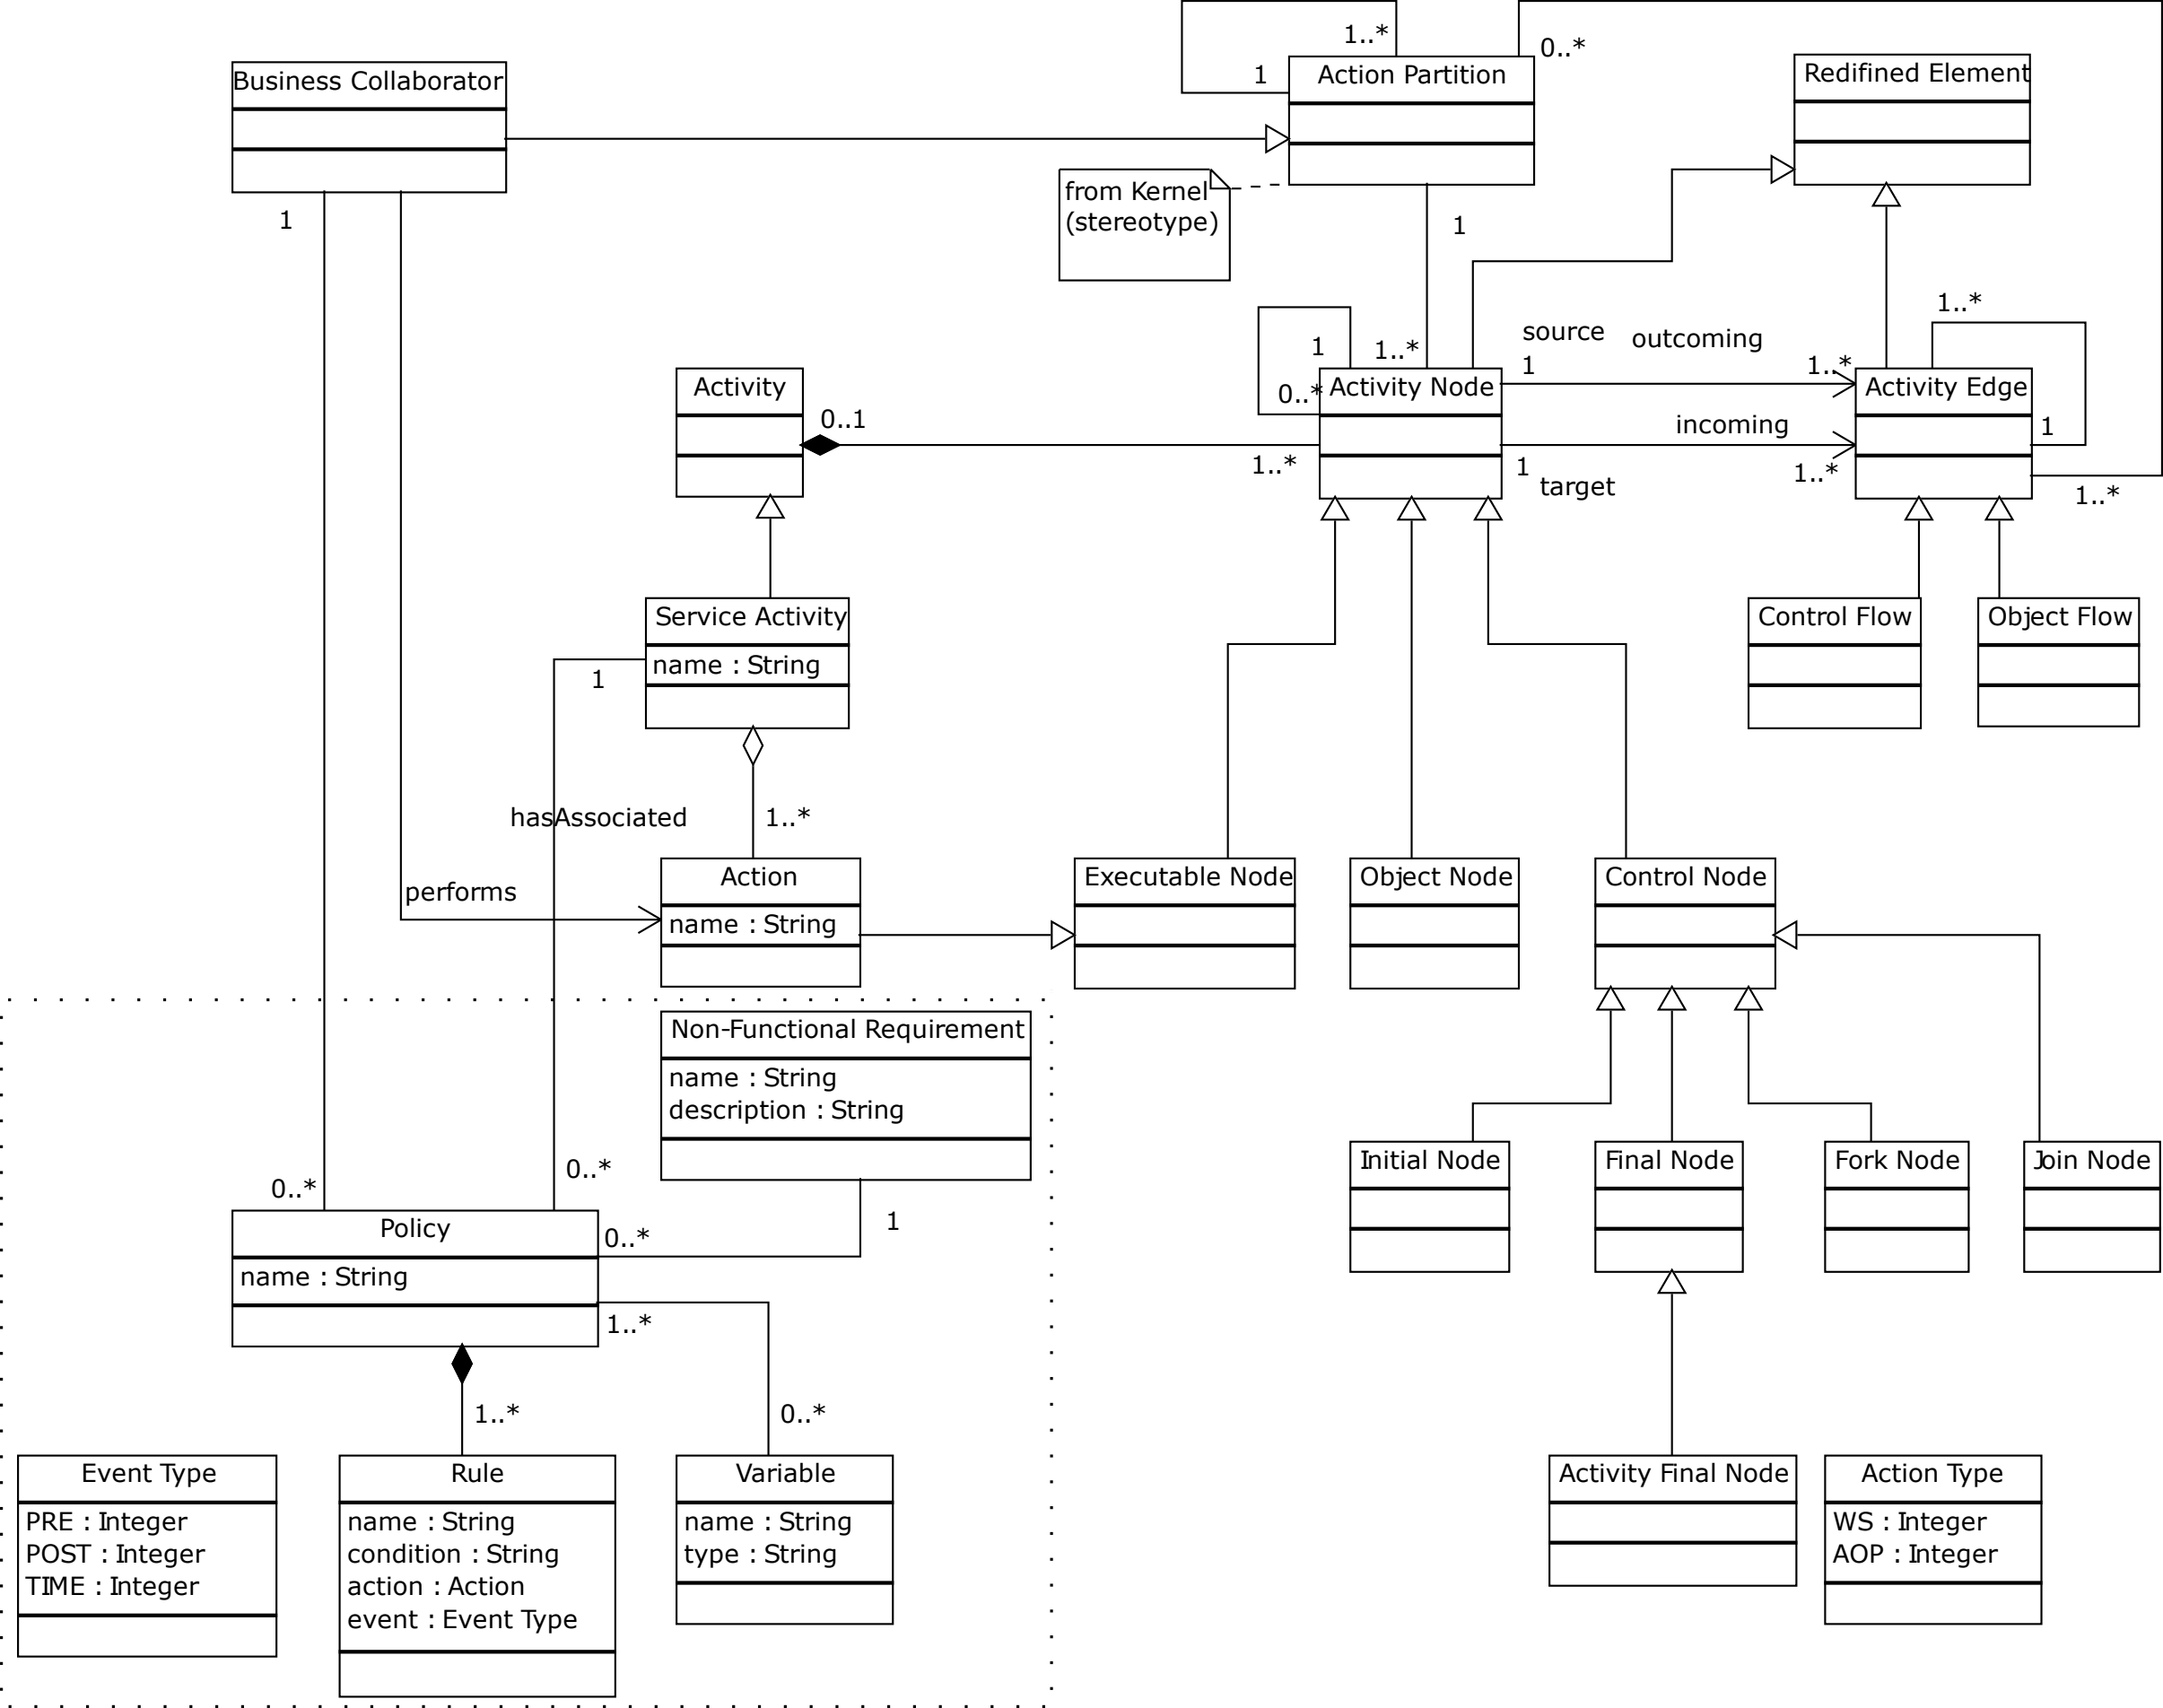 1..*
0..*
Business Collaborator
1
Action Partition
Redifined Element
from Kernel
(stereotype)
1
1
1..*
source
outcoming
1
1..*
1
1..*
Activity
0..1
0..*
Activity Node
Activity Edge
incoming
1
1..*
1
target
1..*
1..*
Service Activity
name : String
1
Control Flow
Object Flow
hasAssociated
1..*
performs
Action
name : String
Executable Node
Object Node
Control Node
Non-Functional Requirement
name : String
description : String
0..*
0..*
Initial Node
Final Node
Fork Node
Join Node
Policy
name : String
0..*
1
1..*
1..*
0..*
Event Type
PRE : Integer
POST : Integer
TIME : Integer
Rule
name : String
condition : String
action : Action
event : Event Type
Variable
name : String
type : String
Activity Final Node
Action Type
WS : Integer
AOP : Integer